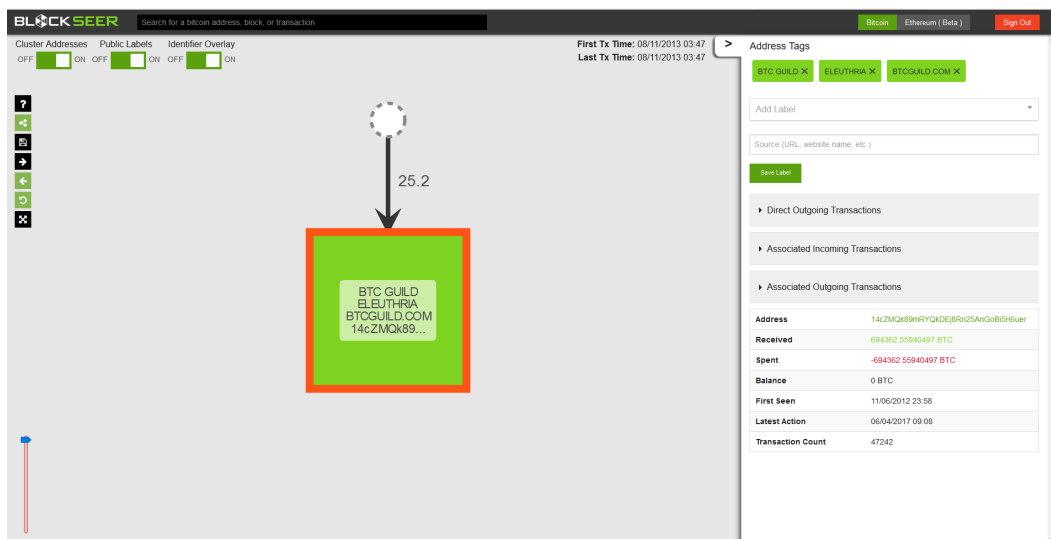 BLOCKSEER
Search for a bitcoin address, block, or transaction
Bitcoin
Ethereum ( Beta )
Sign Out
Cluster Addresses Public Labels Identifier Overlay
OFF ON OFF ON OFF ON
First Tx Time: 08/11/2013 03:47
Last Tx Time: 08/11/2013 03:47
>
?
25.2
BTC GUILD
ELEUTHRIA
BTCGUILD.COM
14cZMQk89...
Address Tags
BTC GUILD X ELEUTHRIA X BTCGUILD.COM X
Add Label
Source (URL, website name, etc.)
Save Label
Direct Outgoing Transactions
Associated Incoming Transactions
Associated Outgoing Transactions
Address 14cZMQk89mRYQkDEj8Rn25AnGoBi5H6uer
Received 694362.55940497 BTC
Spent -694362.55940497 BTC
Balance 0 BTC
First Seen 11/06/2012 23:58
Latest Action 06/04/2017 09:08
Transaction Count 47242